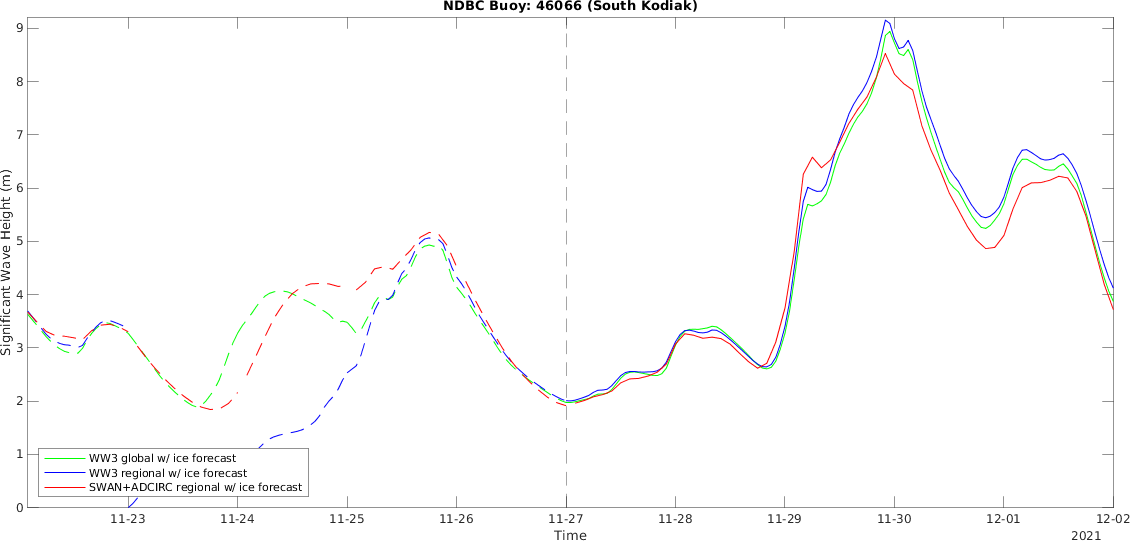 NDBC Buoy: 46066 (South Kodiak)
Significant Wave Height (m)
9
8
7
6
5
4
3
2
1
0
WW3 global w/ ice forecast
WW3 regional w/ ice forecast
SWAN+ADCIRC regional w/ ice forecast
11-23 11-24 11-25 11-26 11-27 11-28 11-29 11-30 12-01 12-02
Time
2021